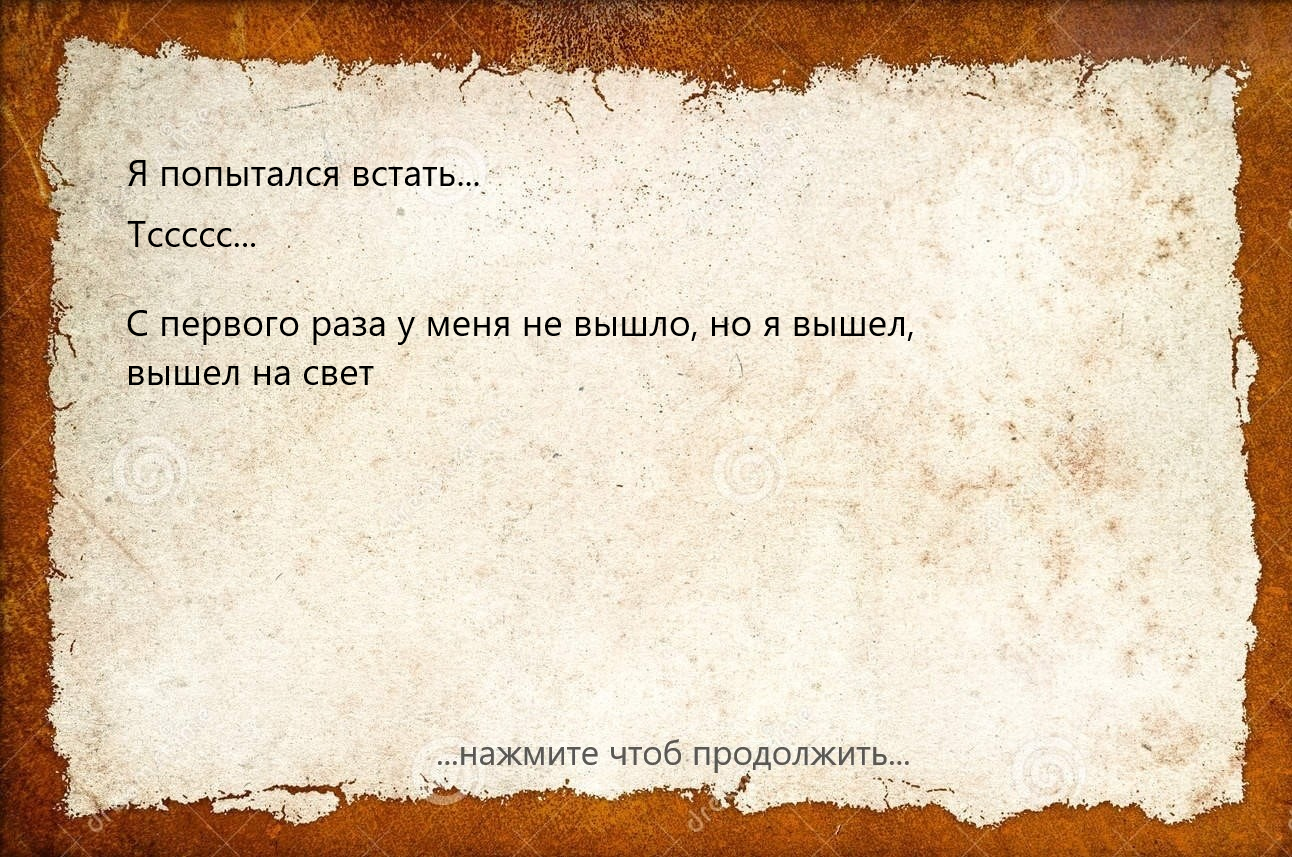 Я попытался встать...
Тссссс...
С первого раза у меня не вышло, но я вышел,
вышел на свет
...нажмите чтоб продолжить...